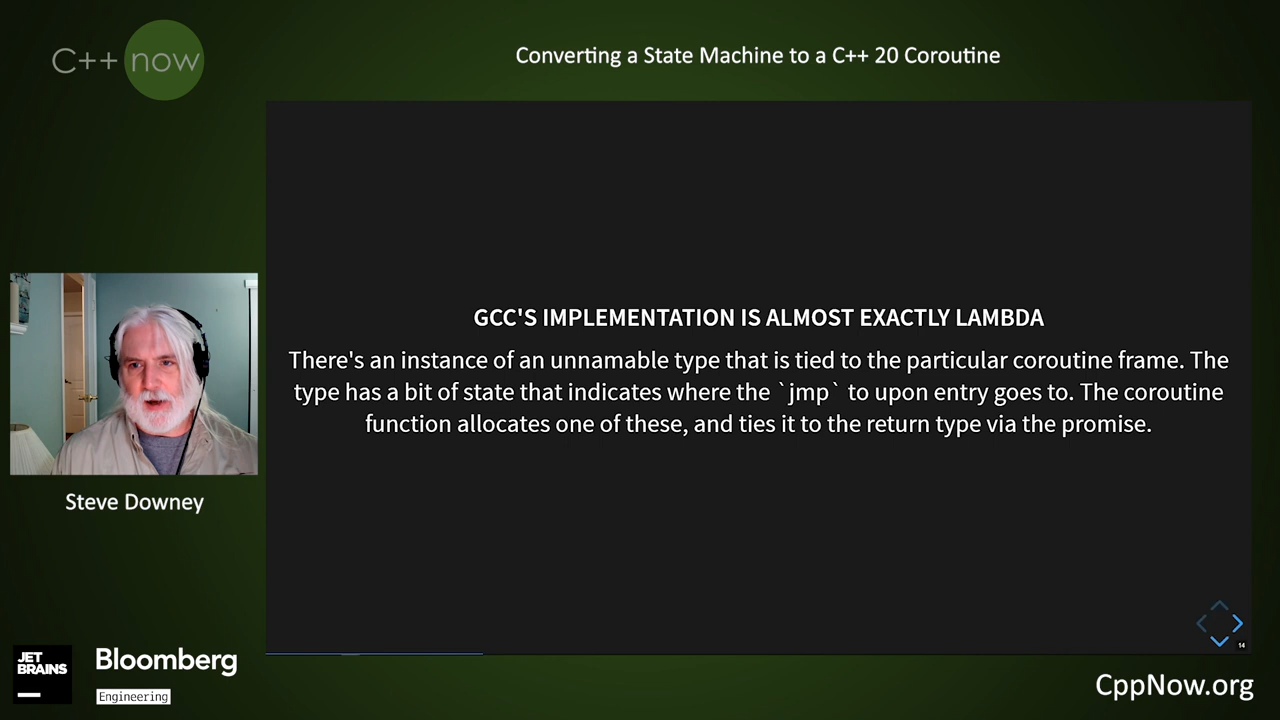 C++ now
Converting a State Machine to a C++ 20 Coroutine
GCC'S IMPLEMENTATION IS ALMOST EXACTLY LAMBDA
There's an instance of an unnamable type that is tied to the particular coroutine frame. The
type has a bit of state that indicates where the `jmp` to upon entry goes to. The coroutine
function allocates one of these, and ties it to the return type via the promise.
Steve Downey
14
JET
BRAINS
Bloomberg
Engineering
CppNow.org